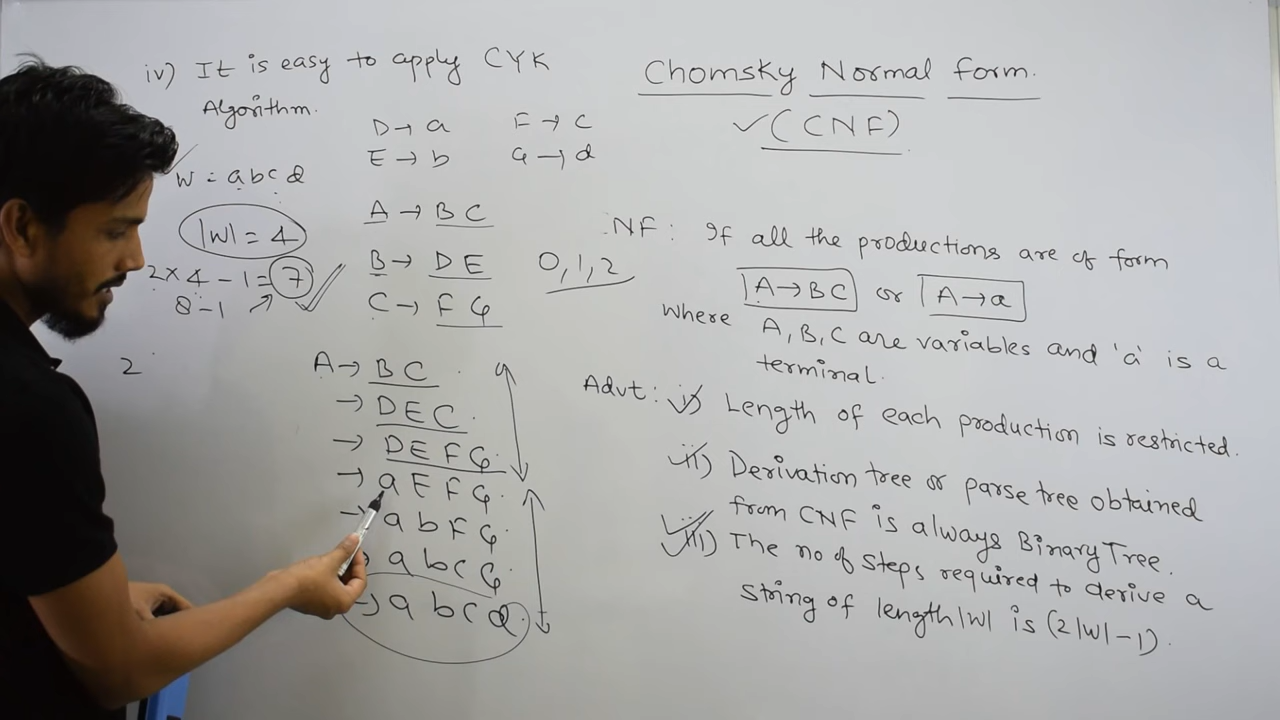 iv) It is easy to apply CYK
Algorithm.
D → a F → c
E → b G → d
w = abcd
|w| = 4
2 × 4 - 1 = 7
8 - 1
A → BC
B → DE 0, 1, 2
C → FG
2
A → BC
→ DEC
→ DEFG
→ aEFG
→ abFG
→ abcG
→ abcd
Chomsky Normal form.
(CNF)
NF : If all the productions are of form
A → BC or A → a
Where A, B, C are variables and 'a' is a
terminal.
Advt : i) Length of each production is restricted.
ii) Derivation tree or parse tree obtained
from CNF is always Binary Tree.
iii) The no of steps required to derive a
string of length |w| is (2|w| - 1).